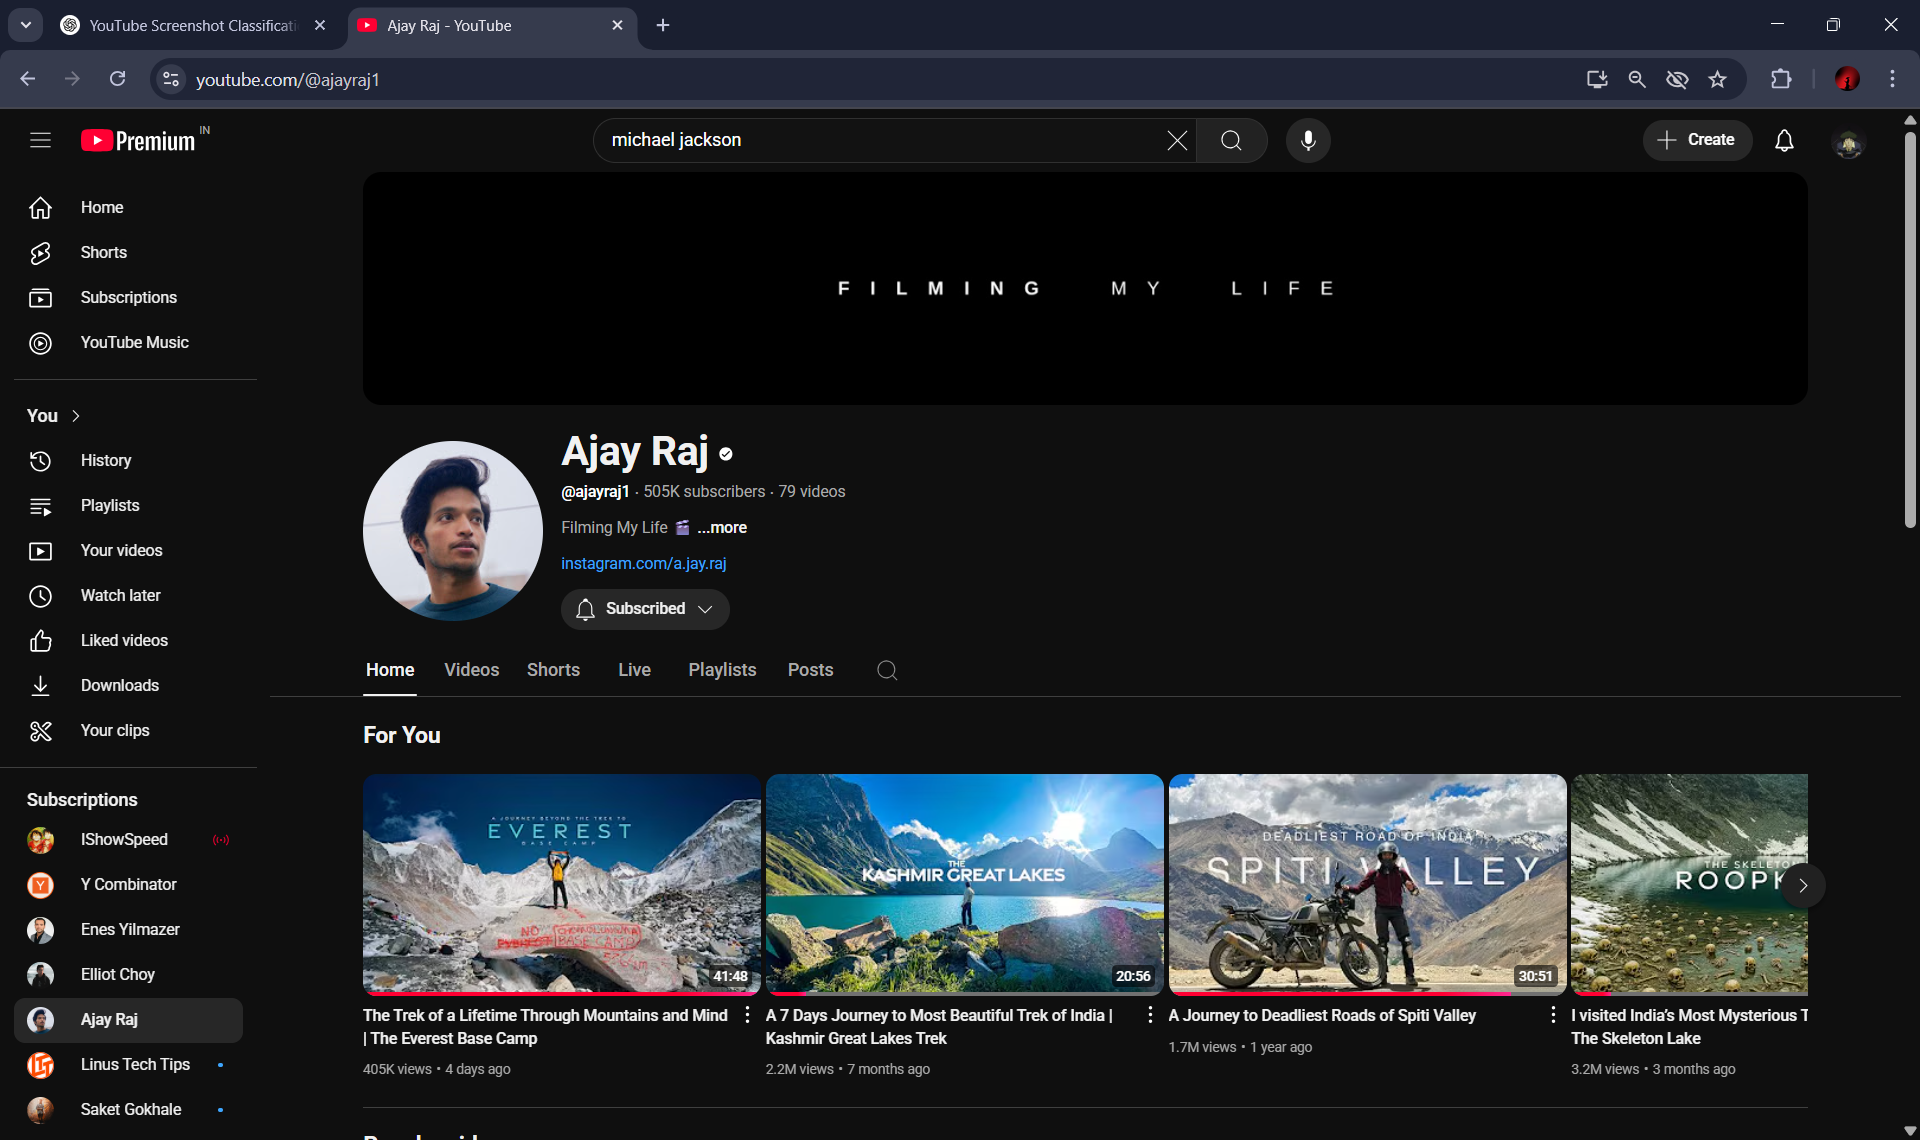 YouTube Screenshot Classificati
Ajay Raj - YouTube
youtube.com/@ajayraj1
Premium IN
michael jackson
Create
Home
Shorts
Subscriptions
YouTube Music
You
History
Playlists
Your videos
Watch later
Liked videos
Downloads
Your clips
Subscriptions
IShowSpeed
Y Combinator
Enes Yilmazer
Elliot Choy
Ajay Raj
Linus Tech Tips
Saket Gokhale
FILMING MY LIFE
Ajay Raj
@ajayraj1 · 505K subscribers · 79 videos
Filming My Life 🎬 ...more
instagram.com/a.jay.raj
Subscribed
Home Videos Shorts Live Playlists Posts
For You
A JOURNEY BEYOND THE TREK TO
EVEREST
BASE CAMP
41:48
The Trek of a Lifetime Through Mountains and Mind
| The Everest Base Camp
405K views • 4 days ago
THE
KASHMIR GREAT LAKES
20:56
A 7 Days Journey to Most Beautiful Trek of India |
Kashmir Great Lakes Trek
2.2M views • 7 months ago
DEADLIEST ROAD OF INDIA
SPITI VALLEY
30:51
A Journey to Deadliest Roads of Spiti Valley
1.7M views • 1 year ago
THE SKELETO
ROOPK
I visited India's Most Mysterious T
The Skeleton Lake
3.2M views • 3 months ago